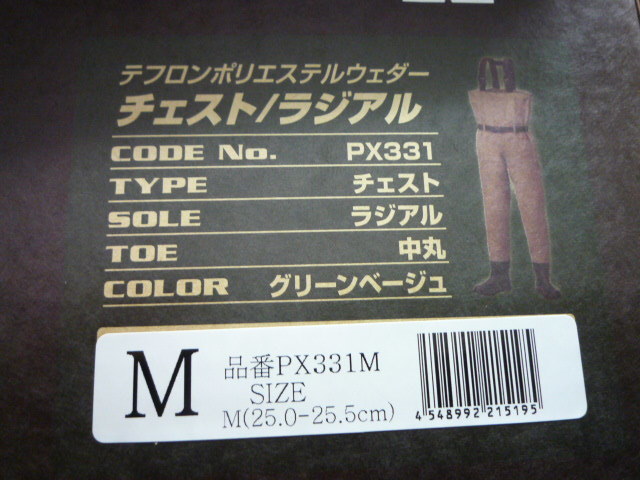 テフロンポリエステルウェダー
チェスト/ラジアル
CODE No. PX331
TYPE チェスト
SOLE ラジアル
TOE 中丸
COLOR グリーンベージュ
M
品番PX331M
SIZE
M(25.0-25.5cm)
4 548992 215195